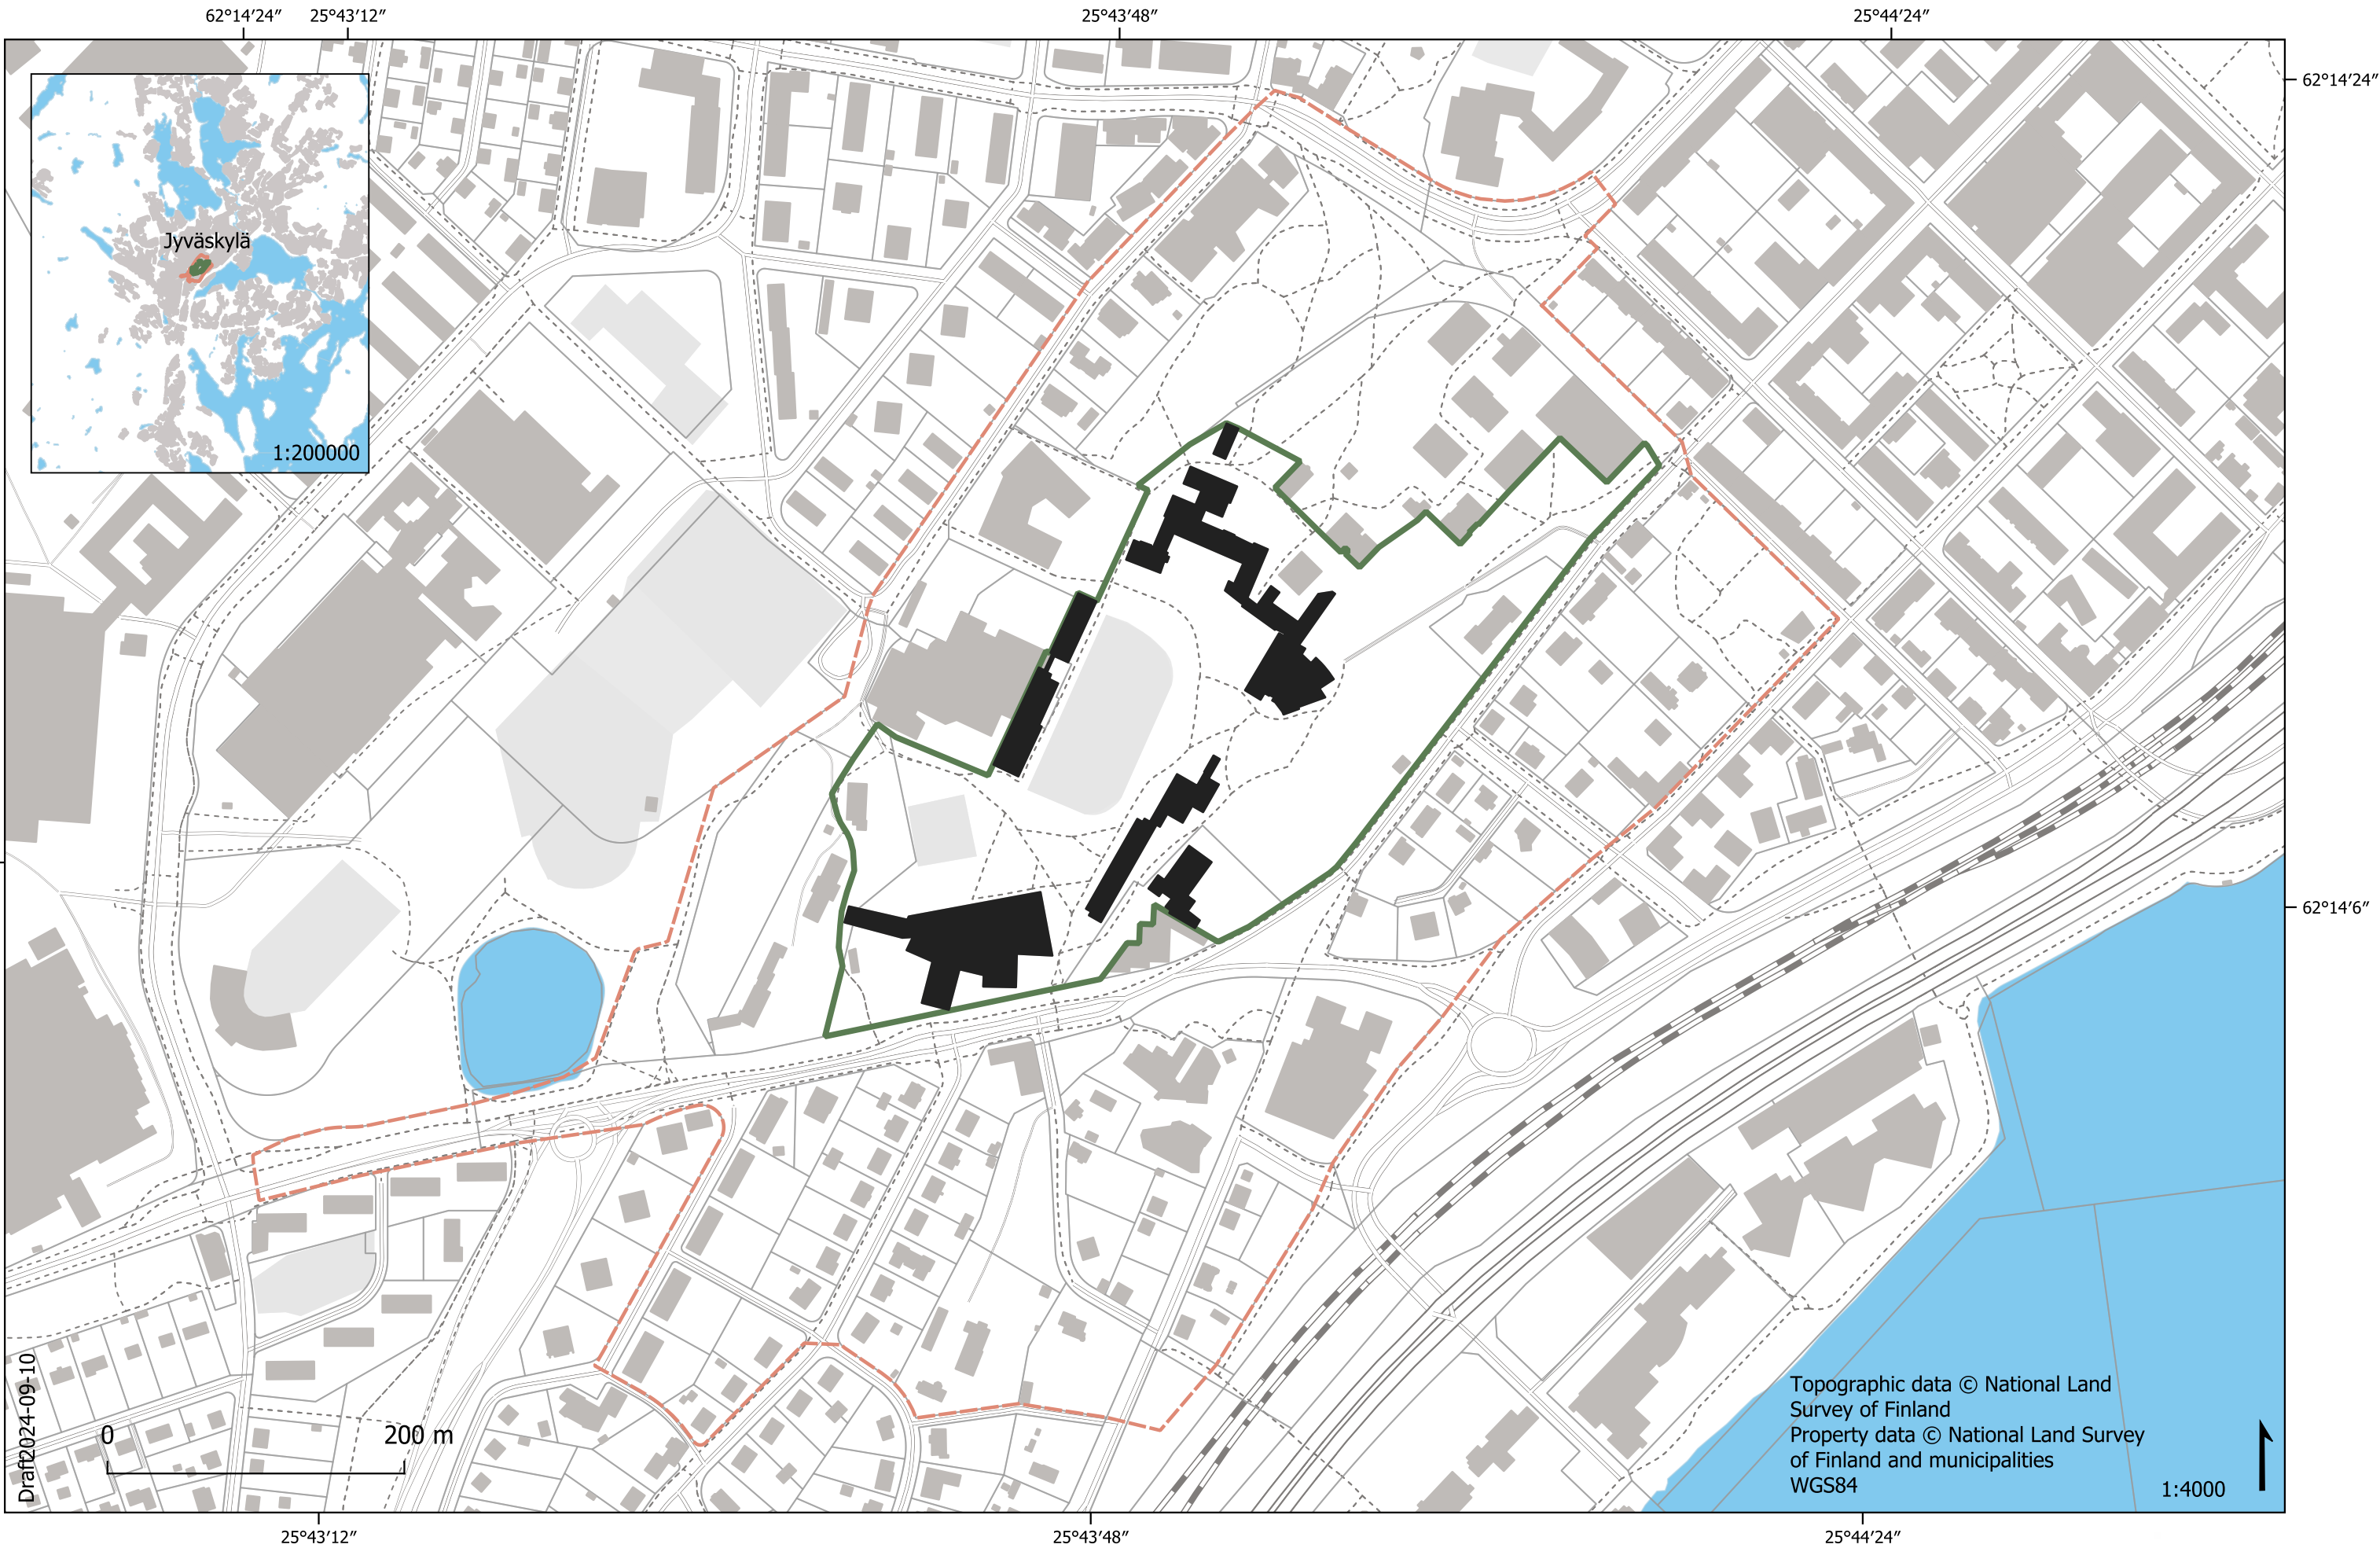 62°14′24″ 25°43′12″ 25°43′48″ 25°44′24″
62°14′24″
Jyväskylä
1:200000
62°14′6″
Draft2024-09-10
0 200 m
Topographic data © National Land
Survey of Finland
Property data © National Land Survey
of Finland and municipalities
WGS84
1:4000
25°43′12″ 25°43′48″ 25°44′24″